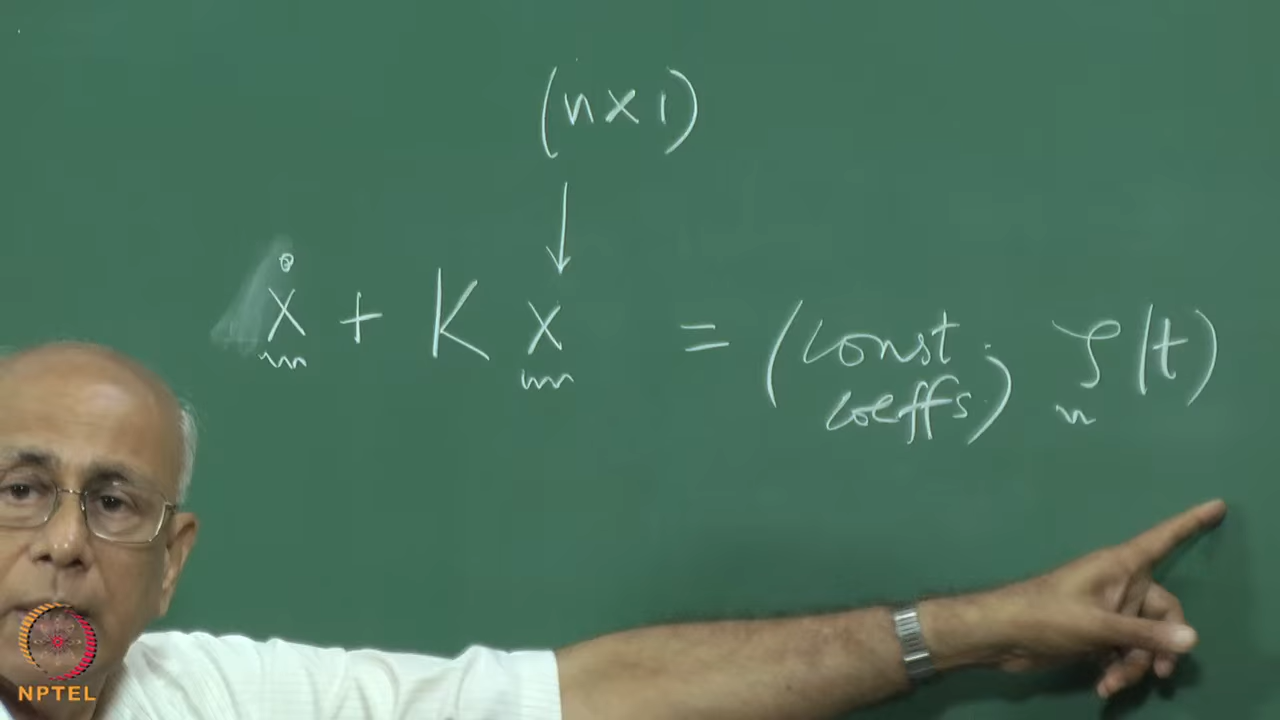 (n x 1)
↓
ẋ + K x = (const coeffs.) ζ(t)
NPTEL